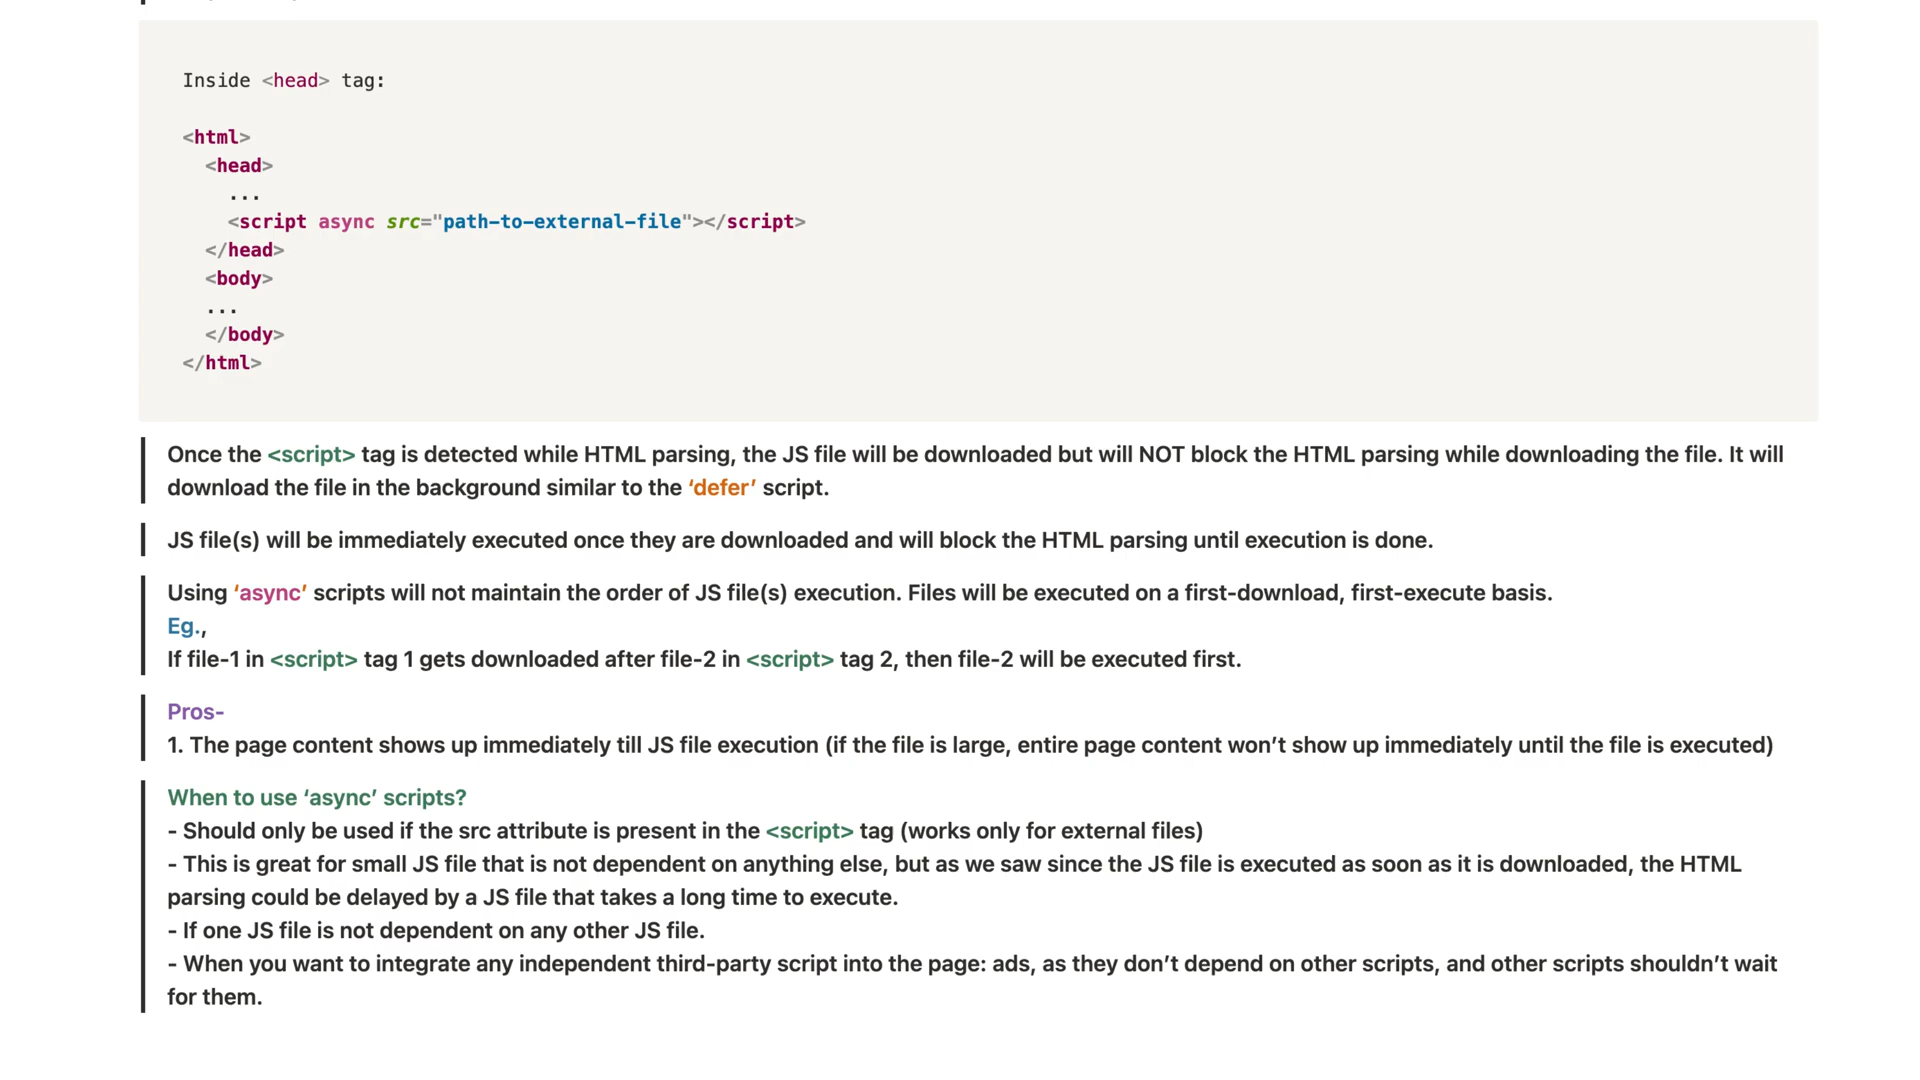 Inside <head> tag:
<html>
<head>
...
<script async src="path-to-external-file"></script>
</head>
<body>
...
</body>
</html>
Once the <script> tag is detected while HTML parsing, the JS file will be downloaded but will NOT block the HTML parsing while downloading the file. It will
download the file in the background similar to the ‘defer’ script.
JS file(s) will be immediately executed once they are downloaded and will block the HTML parsing until execution is done.
Using ‘async’ scripts will not maintain the order of JS file(s) execution. Files will be executed on a first-download, first-execute basis.
Eg.,
If file-1 in <script> tag 1 gets downloaded after file-2 in <script> tag 2, then file-2 will be executed first.
Pros-
1. The page content shows up immediately till JS file execution (if the file is large, entire page content won’t show up immediately until the file is executed)
When to use ‘async’ scripts?
- Should only be used if the src attribute is present in the <script> tag (works only for external files)
- This is great for small JS file that is not dependent on anything else, but as we saw since the JS file is executed as soon as it is downloaded, the HTML
parsing could be delayed by a JS file that takes a long time to execute.
- If one JS file is not dependent on any other JS file.
- When you want to integrate any independent third-party script into the page: ads, as they don’t depend on other scripts, and other scripts shouldn’t wait
for them.